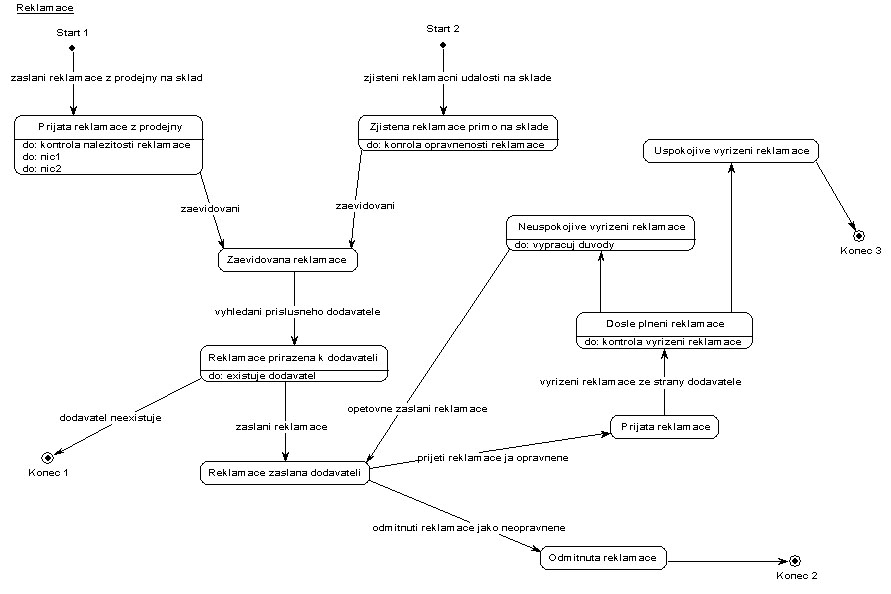 Reklamace
Start 1
Start 2
zaslani reklamace z prodejny na sklad
zjisteni reklamacni udalosti na sklade
Prijata reklamace z prodejny
do: kontrola nalezitosti reklamace
do: nic1
do: nic2
Zjistena reklamace primo na sklade
do: konrola opravnenosti reklamace
Uspokojive vyrizeni reklamace
zaevidovani
zaevidovani
Neuspokojive vyrizeni reklamace
do: vypracuj duvody
Konec 3
Zaevidovana reklamace
vyhledani prislusneho dodavatele
Dosle plneni reklamace
do: kontrola vyrizeni reklamace
Reklamace prirazena k dodavateli
do: existuje dodavatel
vyrizeni reklamace ze strany dodavatele
dodavatel neexistuje
opetovne zaslani reklamace
zaslani reklamace
Prijata reklamace
prijeti reklamace ja opravnene
Konec 1
Reklamace zaslana dodavateli
odmitnuti reklamace jako neopravnene
Odmitnuta reklamace
Konec 2